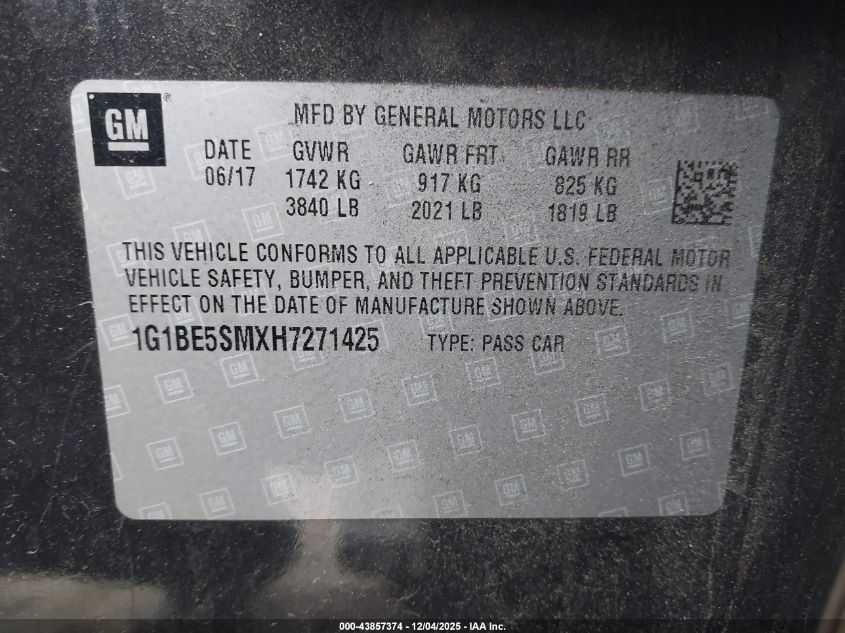 GM ®
MFD BY GENERAL MOTORS LLC
DATE GVWR GAWR FRT GAWR RR
06/17 1742 KG 917 KG 825 KG
3840 LB 2021 LB 1819 LB
THIS VEHICLE CONFORMS TO ALL APPLICABLE U.S. FEDERAL MOTOR
VEHICLE SAFETY, BUMPER, AND THEFT PREVENTION STANDARDS IN
EFFECT ON THE DATE OF MANUFACTURE SHOWN ABOVE.
1G1BE5SMXH7271425 TYPE: PASS CAR
000-43857374 - 12/04/2025 - IAA Inc.